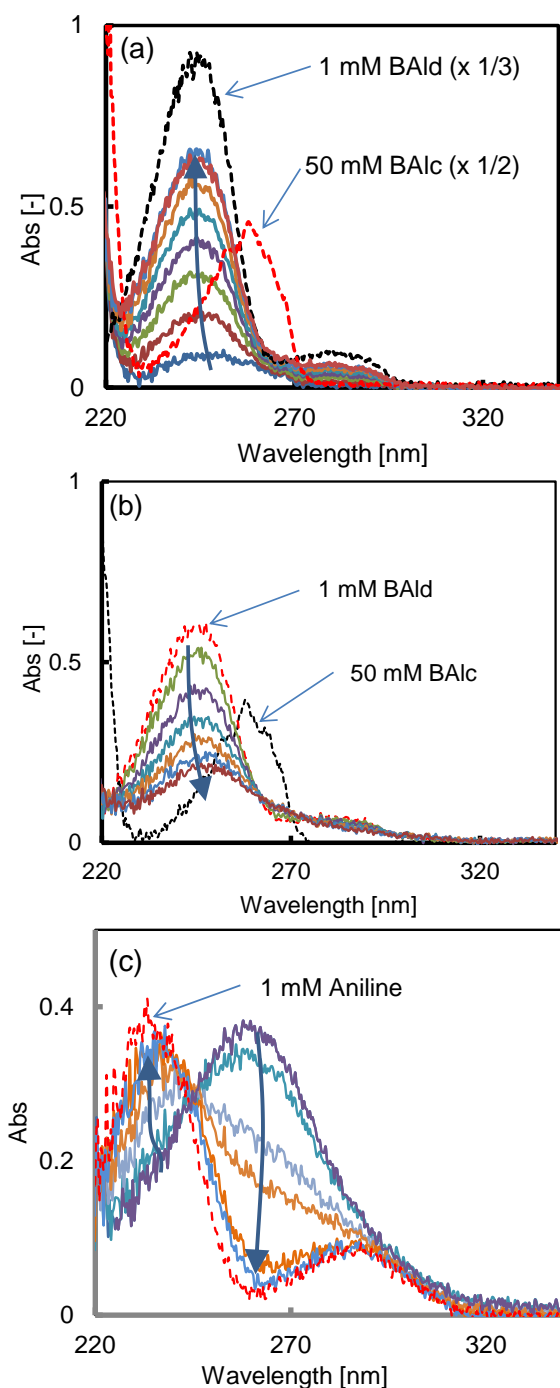 1
(a)
1 mM BAld (x 1/3)
50 mM BAlc (x 1/2)
0.5
Abs [-]
0
220
270
320
Wavelength [nm]
1
(b)
1 mM BAld
50 mM BAlc
0.5
Abs [-]
0
220
270
320
Wavelength [nm]
(c)
1 mM Aniline
0.4
Abs
0.2
0
220
270
320
Wavelength [nm]